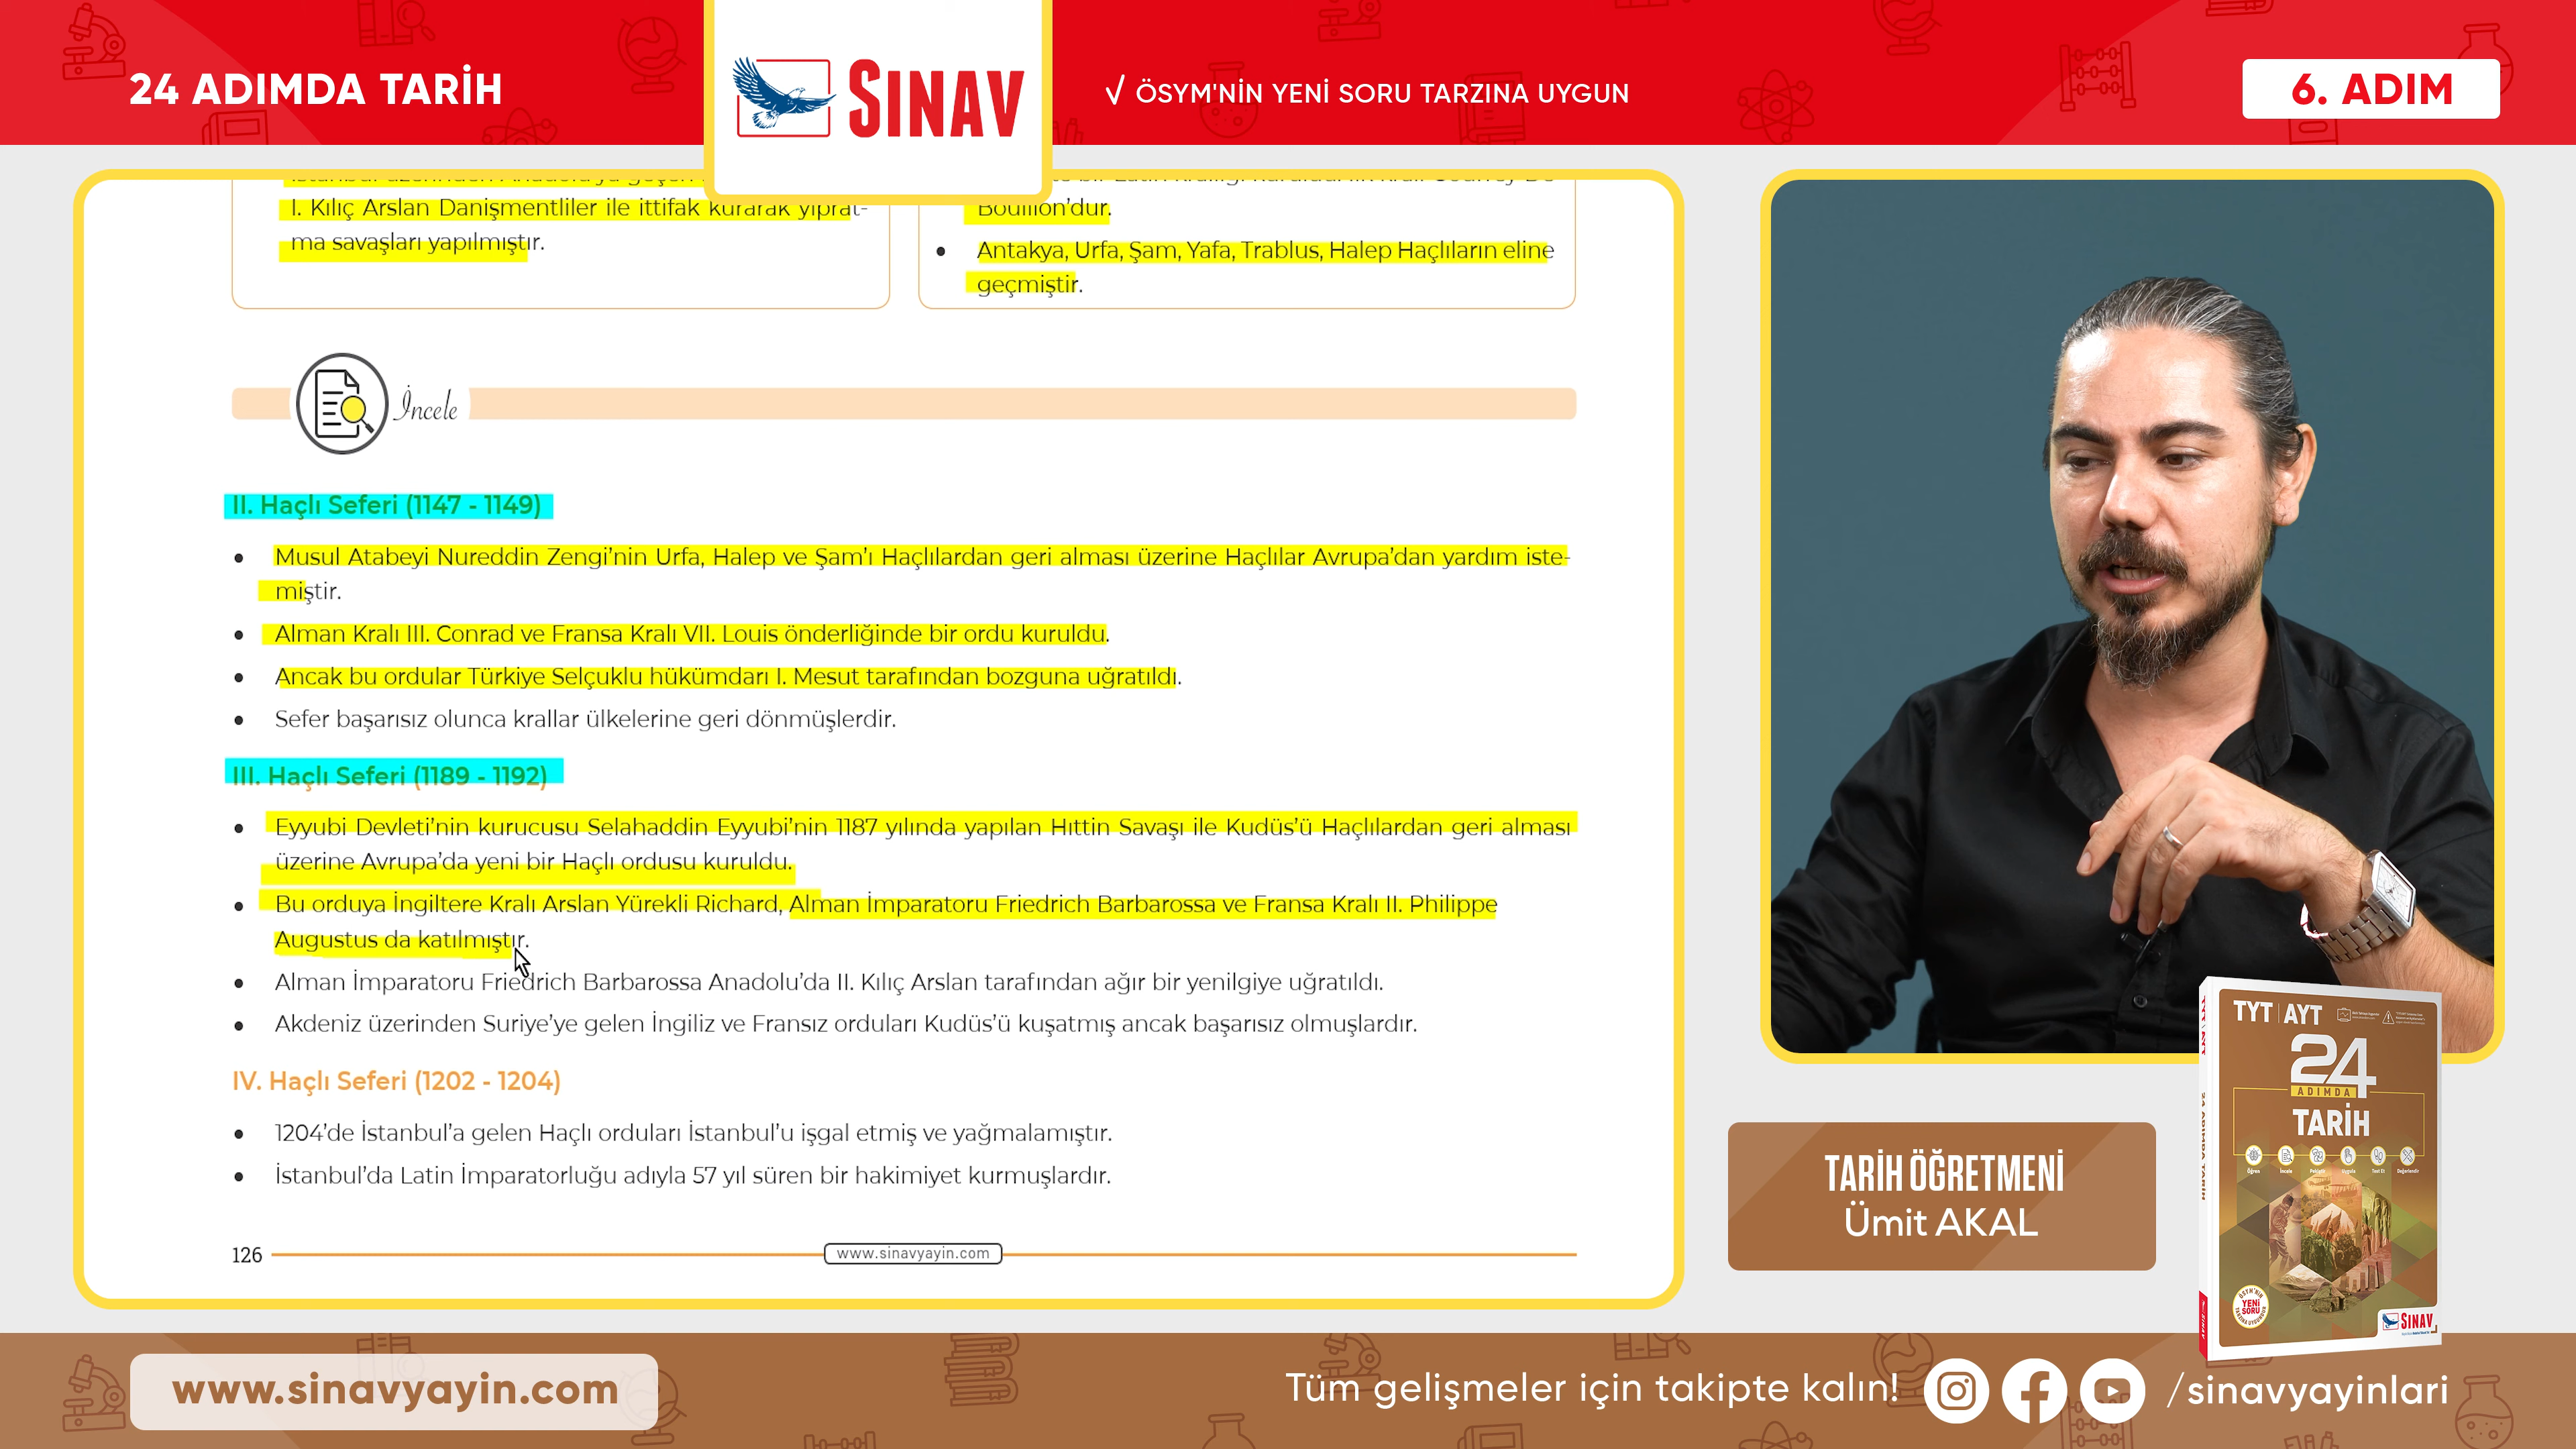 24 ADIMDA TARİH
SINAV
√ ÖSYM'NİN YENİ SORU TARZINA UYGUN
6. ADIM
I. Kılıç Arslan Danişmentliler ile ittifak kurarak yıprat-
ma savaşları yapılmıştır.
Bouillon'dur.
• Antakya, Urfa, Şam, Yafa, Trablus, Halep Haçlıların eline
geçmiştir.
İncele
II. Haçlı Seferi (1147 - 1149)
• Musul Atabeyi Nureddin Zengi'nin Urfa, Halep ve Şam'ı Haçlılardan geri alması üzerine Haçlılar Avrupa'dan yardım iste-
miştir.
• Alman Kralı III. Conrad ve Fransa Kralı VII. Louis önderliğinde bir ordu kuruldu.
• Ancak bu ordular Türkiye Selçuklu hükümdarı I. Mesut tarafından bozguna uğratıldı.
• Sefer başarısız olunca krallar ülkelerine geri dönmüşlerdir.
III. Haçlı Seferi (1189 - 1192)
• Eyyubi Devleti'nin kurucusu Selahaddin Eyyubi'nin 1187 yılında yapılan Hıttin Savaşı ile Kudüs'ü Haçlılardan geri alması
üzerine Avrupa'da yeni bir Haçlı ordusu kuruldu.
• Bu orduya İngiltere Kralı Arslan Yürekli Richard, Alman İmparatoru Friedrich Barbarossa ve Fransa Kralı II. Philippe
Augustus da katılmıştır.
• Alman İmparatoru Friedrich Barbarossa Anadolu'da II. Kılıç Arslan tarafından ağır bir yenilgiye uğratıldı.
• Akdeniz üzerinden Suriye'ye gelen İngiliz ve Fransız orduları Kudüs'ü kuşatmış ancak başarısız olmuşlardır.
IV. Haçlı Seferi (1202 - 1204)
• 1204'de İstanbul'a gelen Haçlı orduları İstanbul'u işgal etmiş ve yağmalamıştır.
• İstanbul'da Latin İmparatorluğu adıyla 57 yıl süren bir hakimiyet kurmuşlardır.
126
www.sinavyayin.com
TYT | AYT
24
ADIMDA
TARİH
YENİ
SORU
SINAV
TARİH ÖĞRETMENİ
Ümit AKAL
www.sinavyayin.com
Tüm gelişmeler için takipte kalın!
/sinavyayinlari